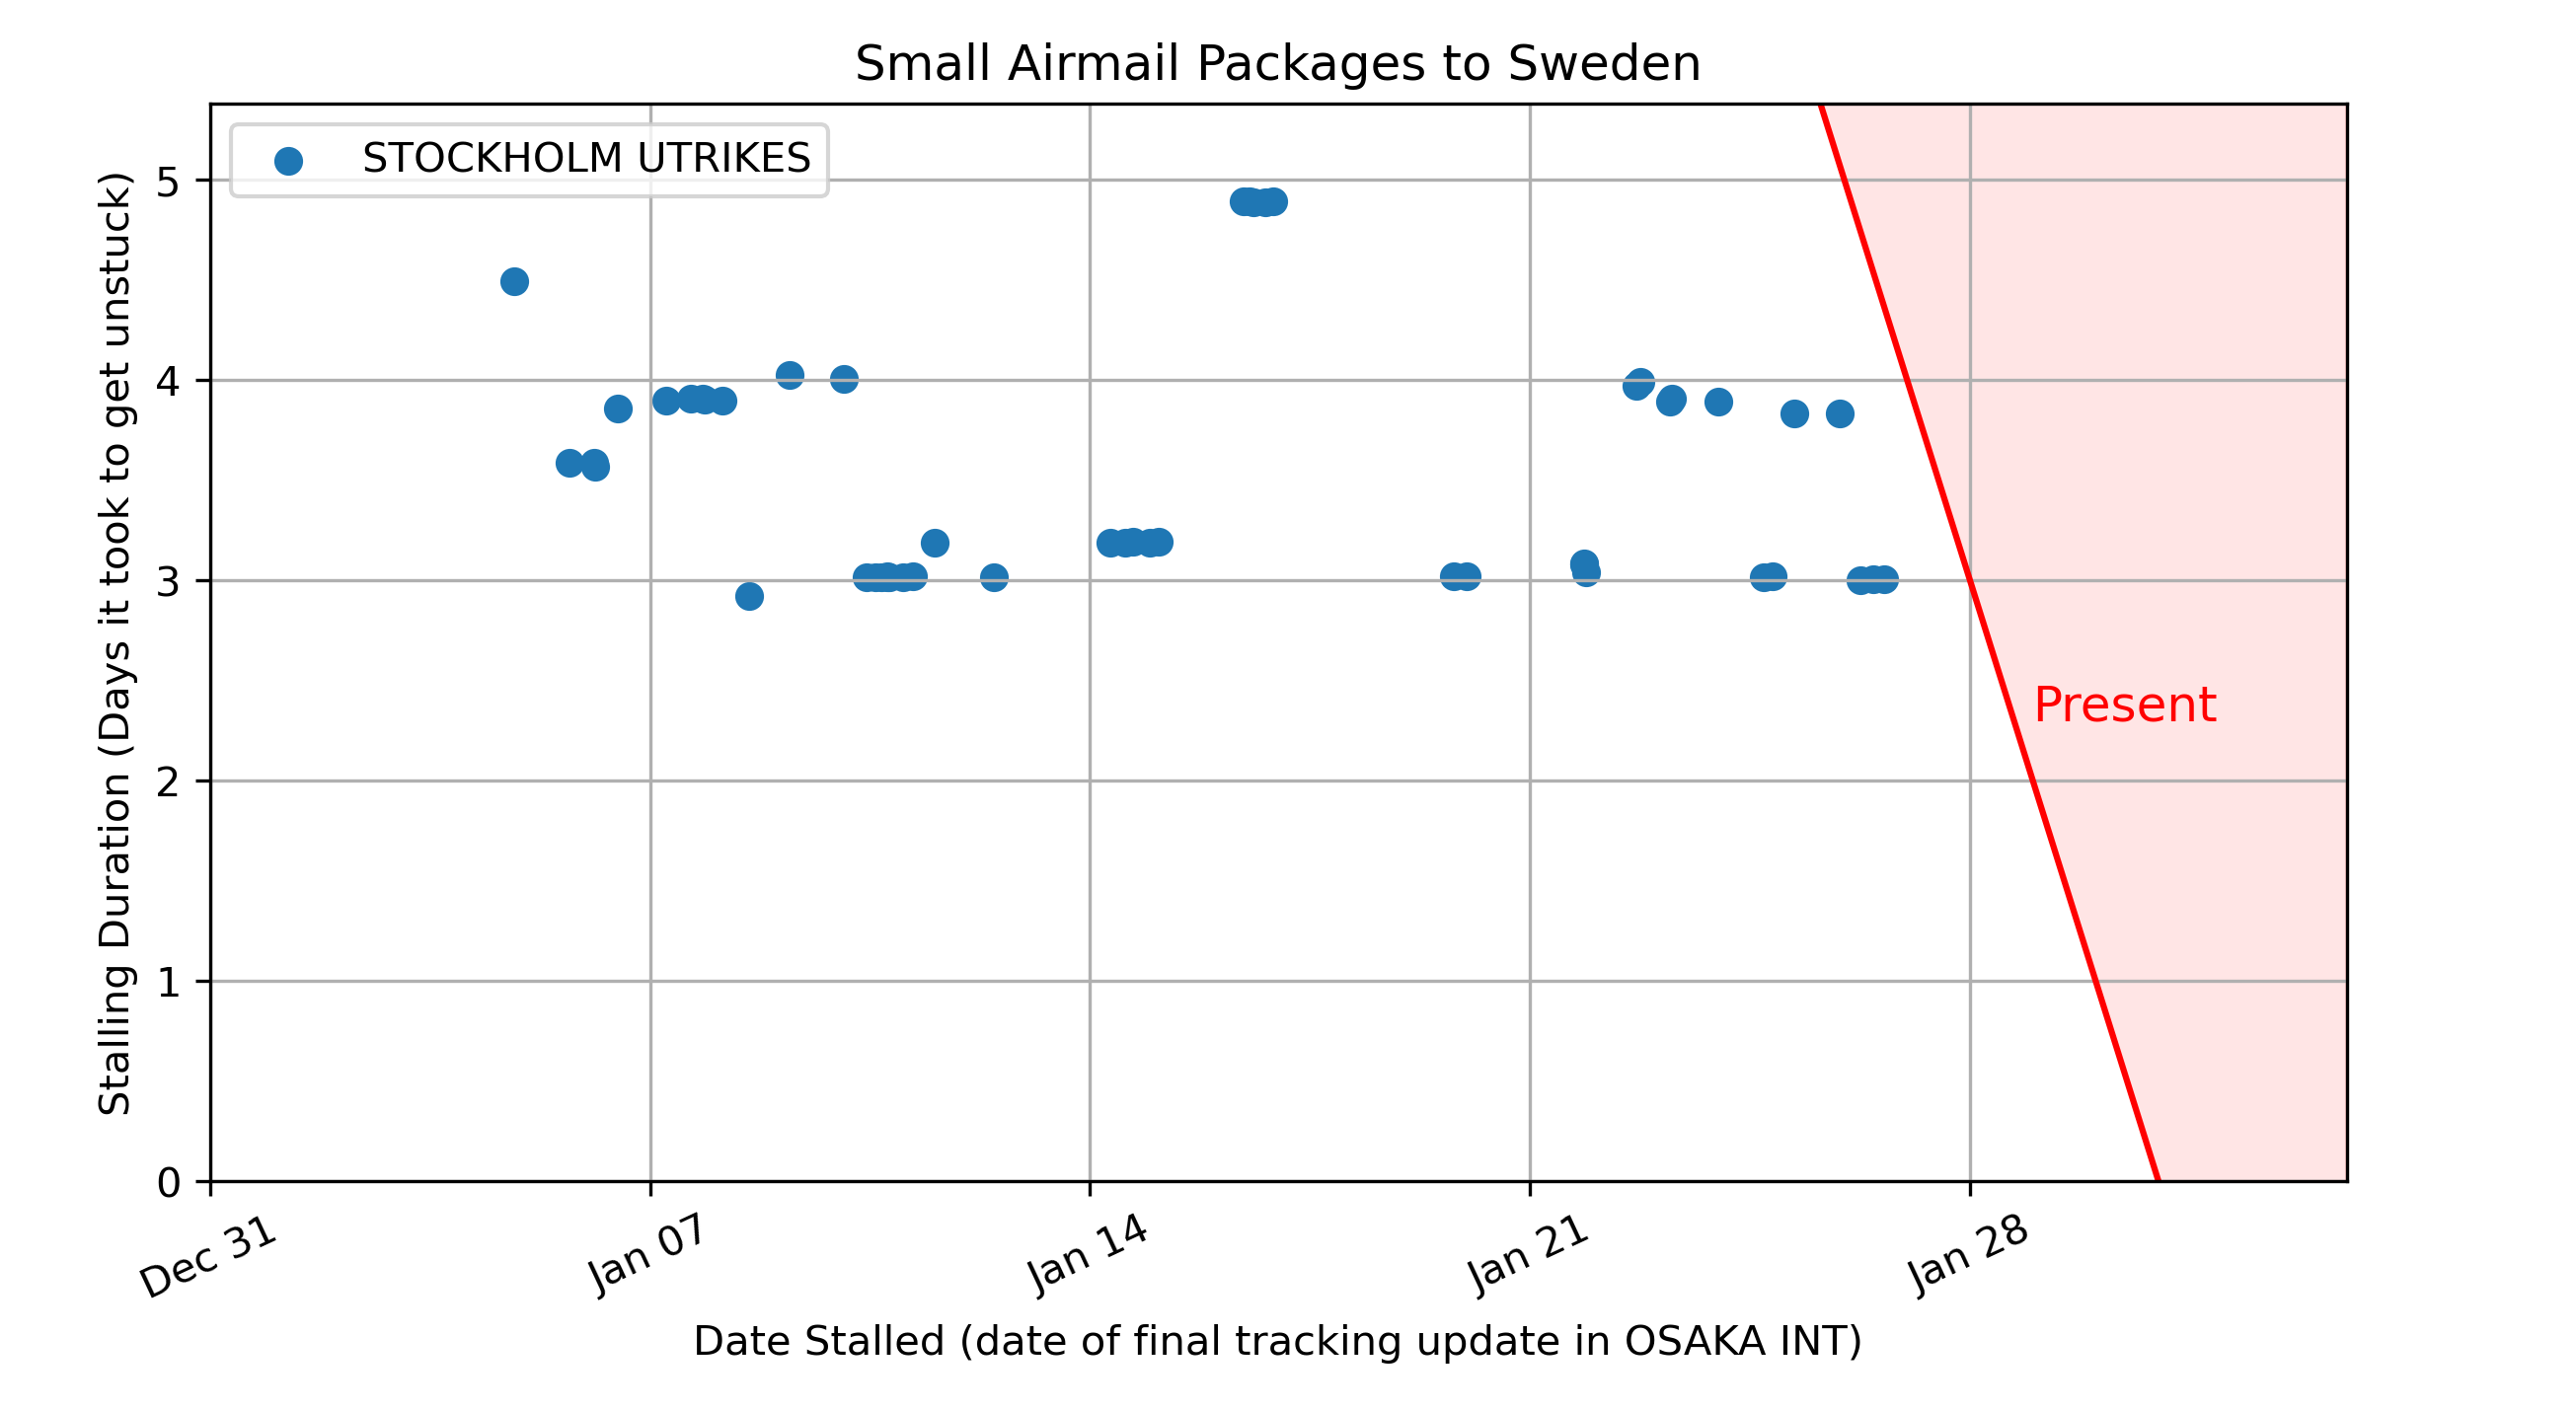 Small Airmail Packages to Sweden
STOCKHOLM UTRIKES
Stalling Duration (Days it took to get unstuck)
5
4
3
2
1
0
Present
Dec 31
Jan 07
Jan 14
Jan 21
Jan 28
Date Stalled (date of final tracking update in OSAKA INT)